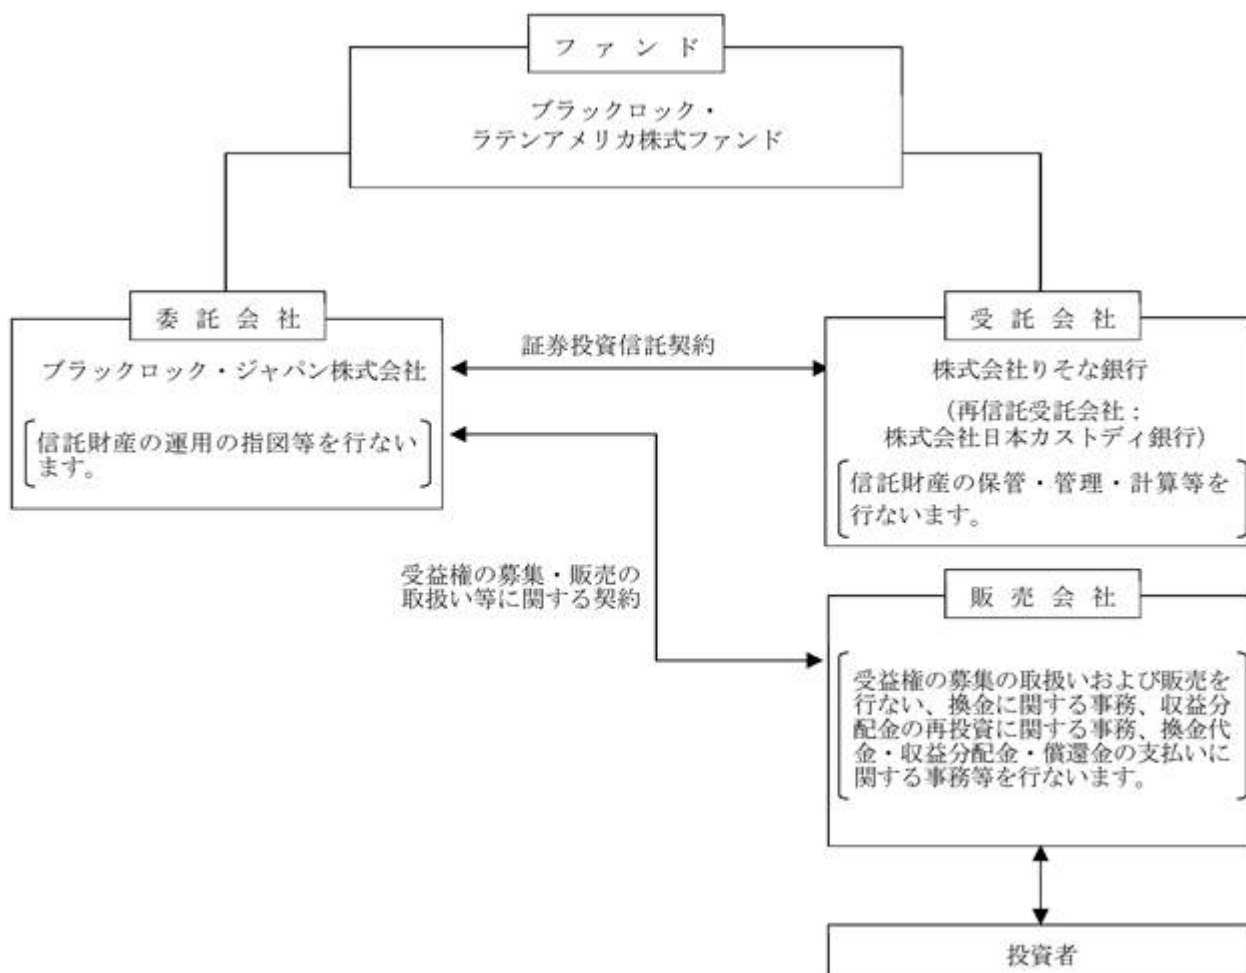 ファンド
ブラックロック・
ラテンアメリカ株式ファンド
委託会社
ブラックロック・ジャパン株式会社
信託財産の運用の指図等を行ない
ます。
証券投資信託契約
受託会社
株式会社りそな銀行
（再信託受託会社：
株式会社日本カストディ銀行）
信託財産の保管・管理・計算等を
行ないます。
受益権の募集・販売の
取扱い等に関する契約
販売会社
受益権の募集の取扱いおよび販売を
行ない、換金に関する事務、収益分
配金の再投資に関する事務、換金代
金・収益分配金・償還金の支払いに
関する事務等を行ないます。
投資者